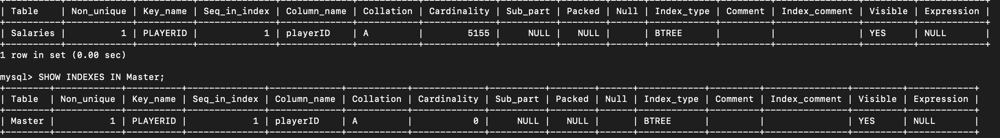 +----------+------------+----------+--------------+-------------+-----------+-------------+----------+--------+------+------------+---------+---------------+---------+------------+
| Table    | Non_unique | Key_name | Seq_in_index | Column_name | Collation | Cardinality | Sub_part | Packed | Null | Index_type | Comment | Index_comment | Visible | Expression |
+----------+------------+----------+--------------+-------------+-----------+-------------+----------+--------+------+------------+---------+---------------+---------+------------+
| Salaries |          1 | PLAYERID |            1 | playerID    | A         |        5155 |     NULL |   NULL |      | BTREE      |         |               | YES     | NULL       |
+----------+------------+----------+--------------+-------------+-----------+-------------+----------+--------+------+------------+---------+---------------+---------+------------+
1 row in set (0.00 sec)
mysql> SHOW INDEXES IN Master;
+--------+------------+----------+--------------+-------------+-----------+-------------+----------+--------+------+------------+---------+---------------+---------+------------+
| Table  | Non_unique | Key_name | Seq_in_index | Column_name | Collation | Cardinality | Sub_part | Packed | Null | Index_type | Comment | Index_comment | Visible | Expression |
+--------+------------+----------+--------------+-------------+-----------+-------------+----------+--------+------+------------+---------+---------------+---------+------------+
| Master |          1 | PLAYERID |            1 | playerID    | A         |           0 |     NULL |   NULL |      | BTREE      |         |               | YES     | NULL       |
+--------+------------+----------+--------------+-------------+-----------+-------------+----------+--------+------+------------+---------+---------------+---------+------------+